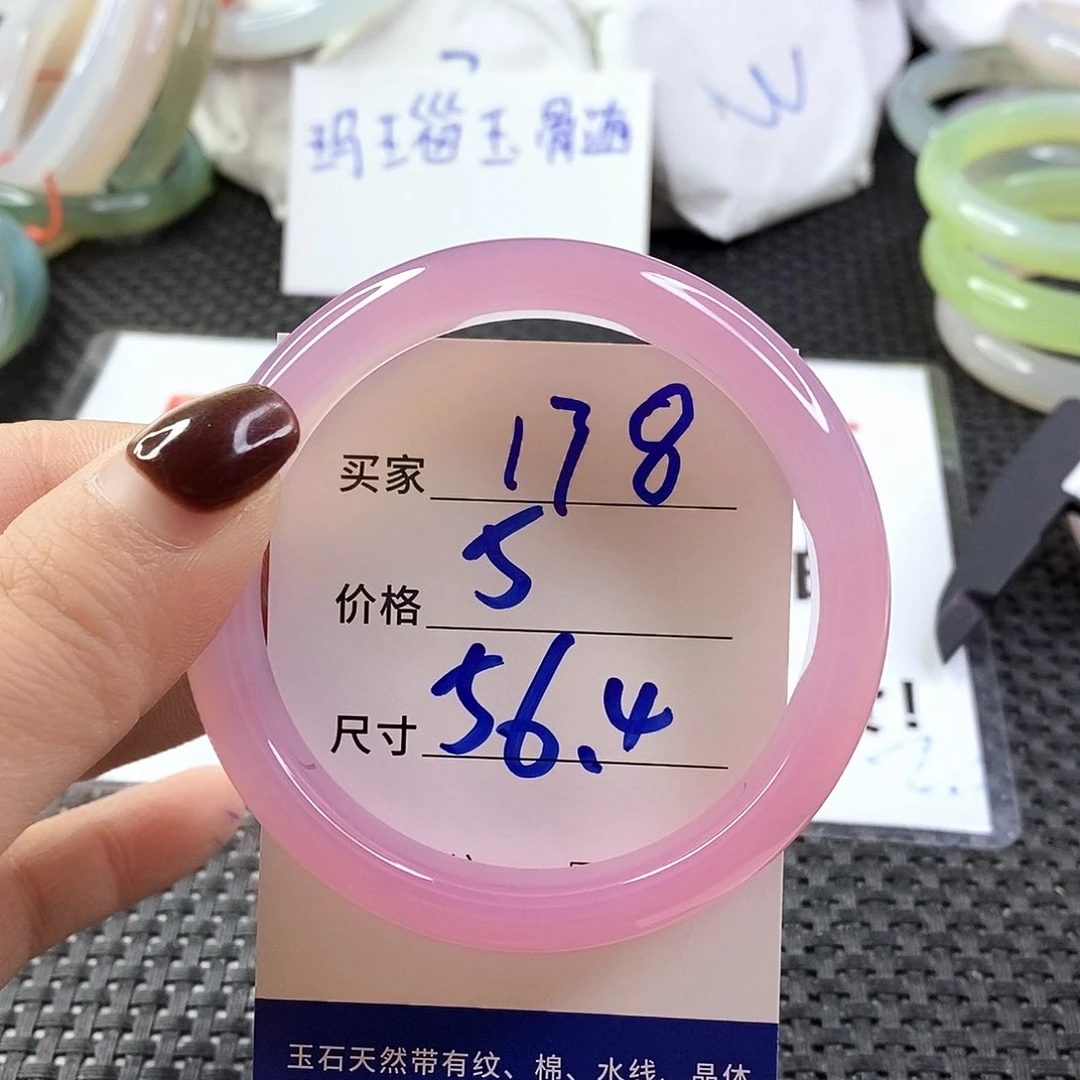 玛瑙玉骨髓
W
买家 178
价格 5
尺寸 56.4
玉石天然带有纹、棉、水线、晶体